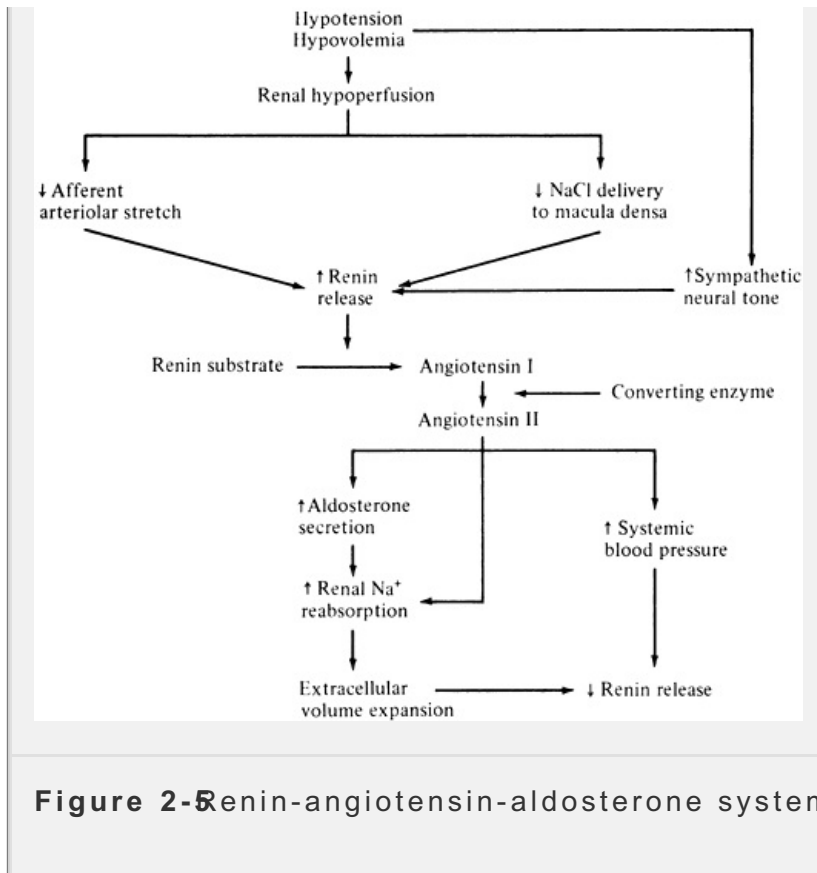 Hypotension
Hypovolemia
Renal hypoperfusion
↓ Afferent
arteriolar stretch
↓ NaCl delivery
to macula densa
↑ Renin
release
↑ Sympathetic
neural tone
Renin substrate
Angiotensin I
Converting enzyme
Angiotensin II
↑ Aldosterone
secretion
↑ Systemic
blood pressure
↑ Renal Na⁺
reabsorption
Extracellular
volume expansion
↓ Renin release
Figure 2-5 Renin-angiotensin-aldosterone system